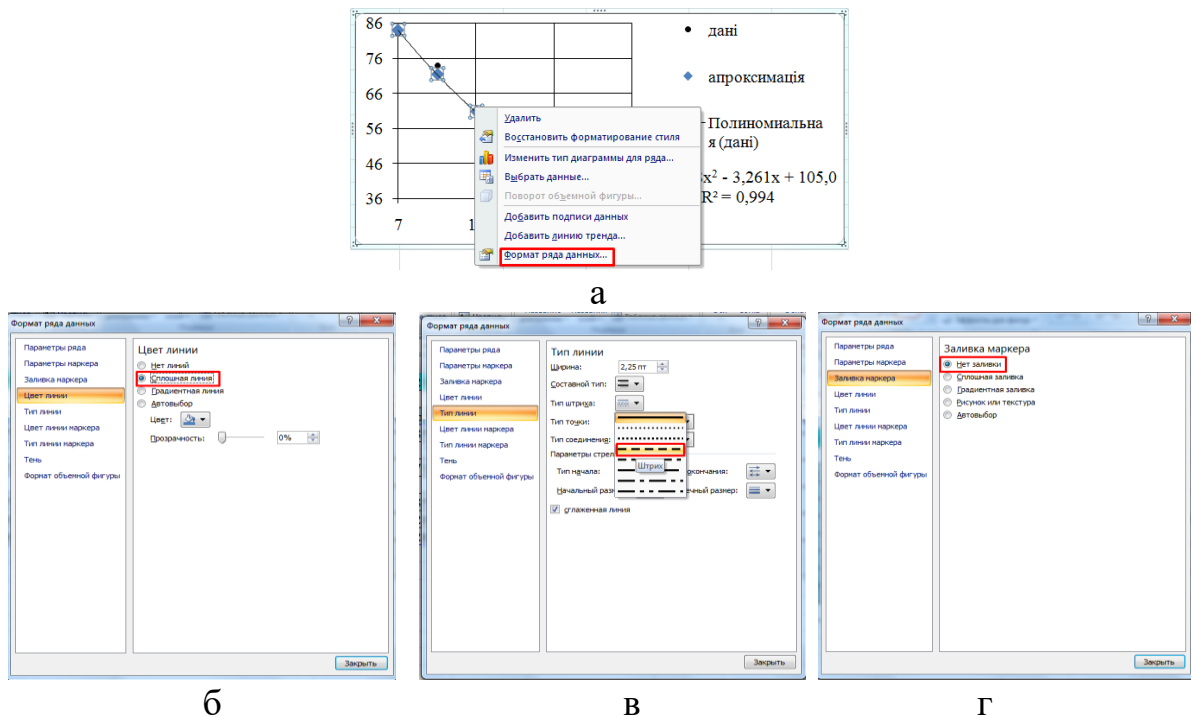 86
76
66
56
46
36
7
1
дані
апроксимація
Полиномиальна
я (дані)
x² - 3,261x + 105,0
R² = 0,994
Удалить
Восстановить форматирование стиля
Изменить тип диаграммы для ряда...
Выбрать данные...
Поворот объемной фигуры...
Добавить подписи данных
Добавить линию тренда...
Формат ряда данных...
а
Формат ряда данных
Параметры ряда
Параметры маркера
Заливка маркера
Цвет линии
Тип линии
Цвет линии маркера
Тип линии маркера
Тень
Формат объемной фигуры
Цвет линии
Нет линий
Сплошная линия
Градиентная линия
Автовыбор
Цвет:
Прозрачность:
0%
Закрыть
б
Формат ряда данных
Параметры ряда
Параметры маркера
Заливка маркера
Цвет линии
Тип линии
Цвет линии маркера
Тип линии маркера
Тень
Формат объемной фигуры
Тип линии
Ширина: 2,25 пт
Составной тип:
Тип штриха:
Тип точки:
Тип соединения:
Параметры стрел
Штрих
Тип начала: окончания:
Начальный раз ечный размер:
сглаженная линия
Закрыть
в
Формат ряда данных
Параметры ряда
Параметры маркера
Заливка маркера
Цвет линии
Тип линии
Цвет линии маркера
Тип линии маркера
Тень
Формат объемной фигуры
Заливка маркера
Нет заливки
Сплошная заливка
Градиентная заливка
Рисунок или текстура
Автовыбор
Закрыть
г